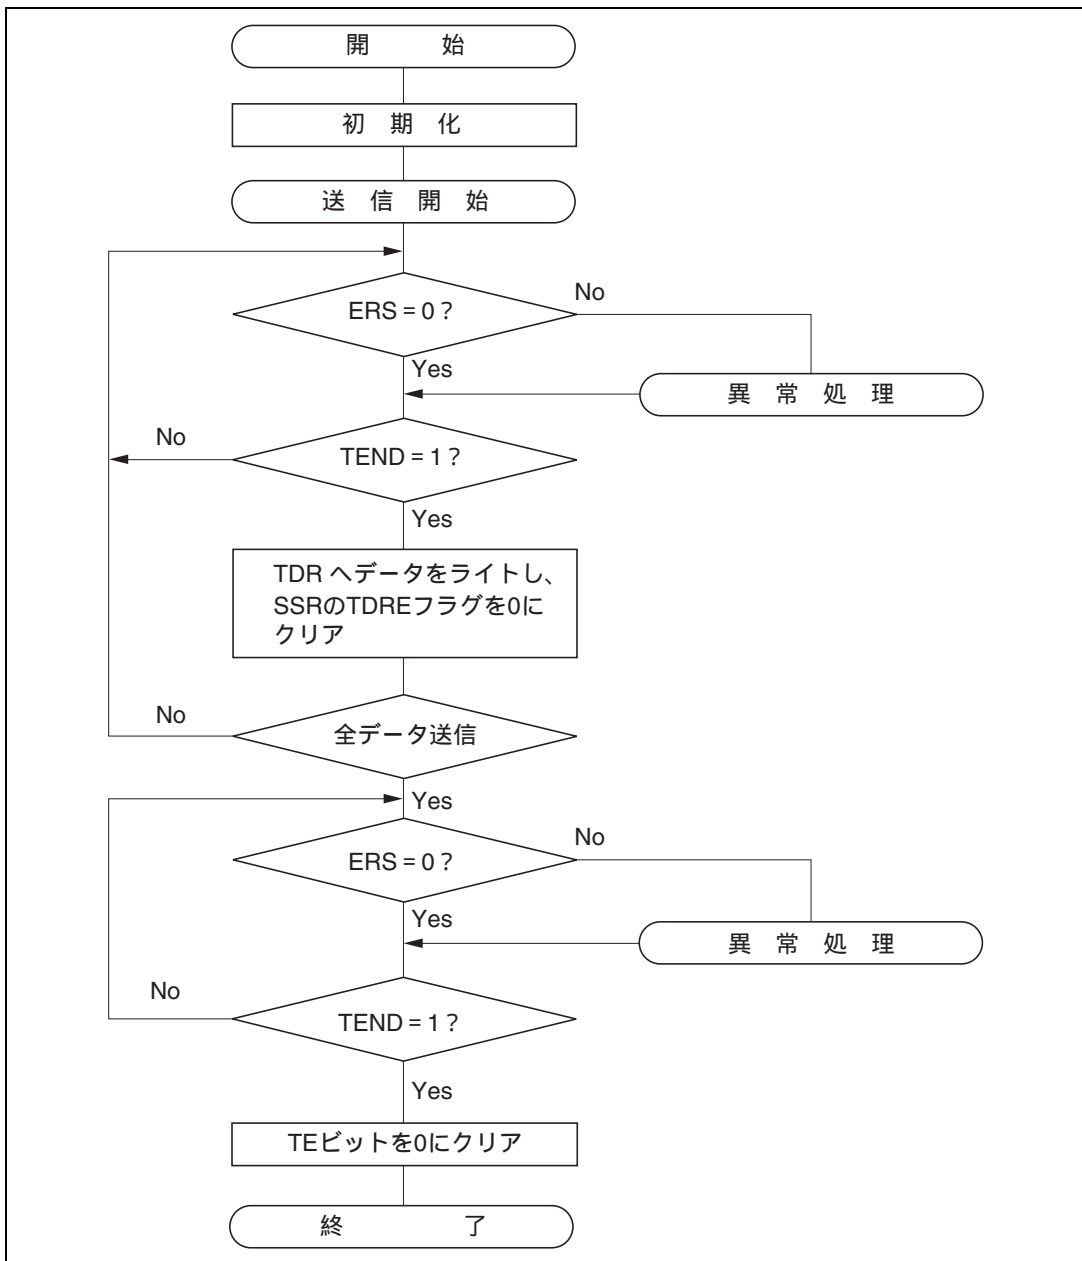 開 始
初 期 化
送 信 開 始
ERS = 0 ?
No
Yes
異 常 処 理
No
TEND = 1 ?
Yes
TDR へデータをライトし、
SSRのTDREフラグを0に
クリア
No
全データ送信
Yes
ERS = 0 ?
No
Yes
異 常 処 理
No
TEND = 1 ?
Yes
TEビットを0にクリア
終 了